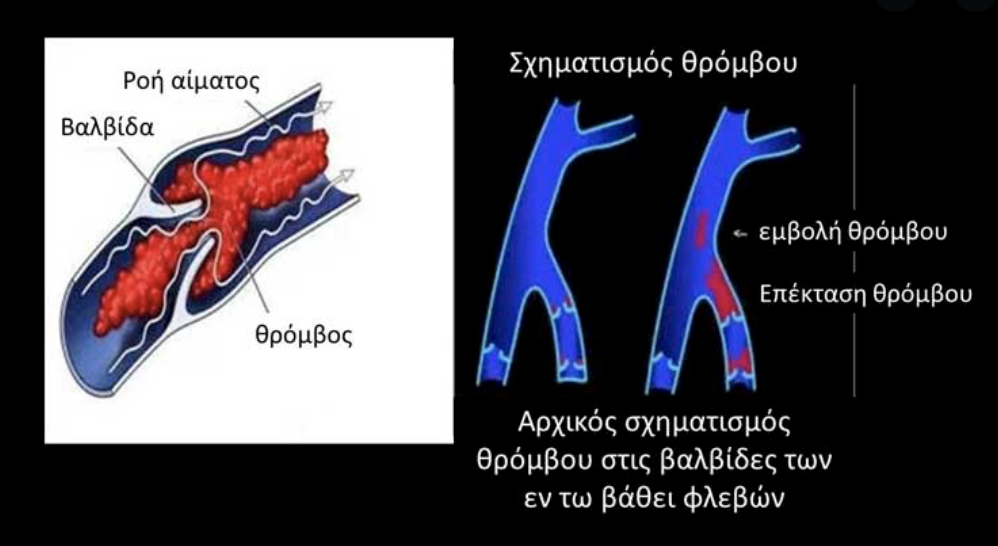 Ροή αίματος
Βαλβίδα
θρόμβος
Σχηματισμός θρόμβου
εμβολή θρόμβου
Επέκταση θρόμβου
Αρχικός σχηματισμός
θρόμβου στις βαλβίδες των
εν τω βάθει φλεβών